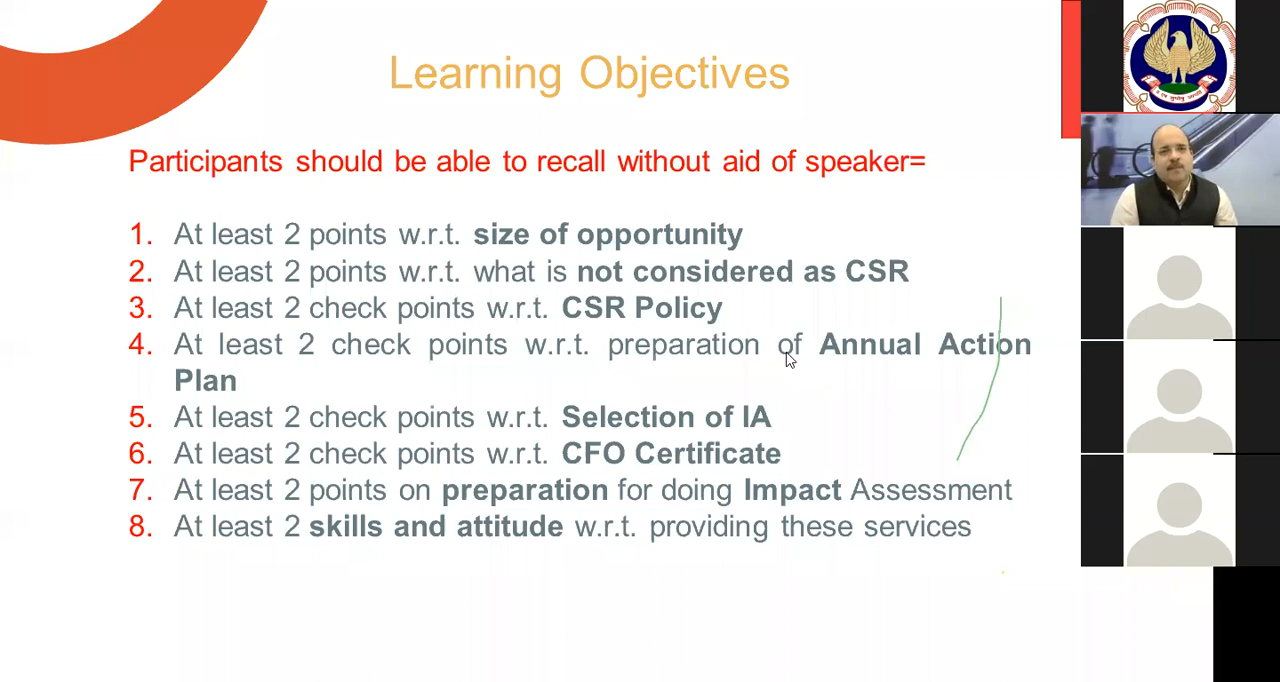 Learning Objectives
Participants should be able to recall without aid of speaker=
1. At least 2 points w.r.t. size of opportunity
2. At least 2 points w.r.t. what is not considered as CSR
3. At least 2 check points w.r.t. CSR Policy
4. At least 2 check points w.r.t. preparation of Annual Action
Plan
5. At least 2 check points w.r.t. Selection of IA
6. At least 2 check points w.r.t. CFO Certificate
7. At least 2 points on preparation for doing Impact Assessment
8. At least 2 skills and attitude w.r.t. providing these services